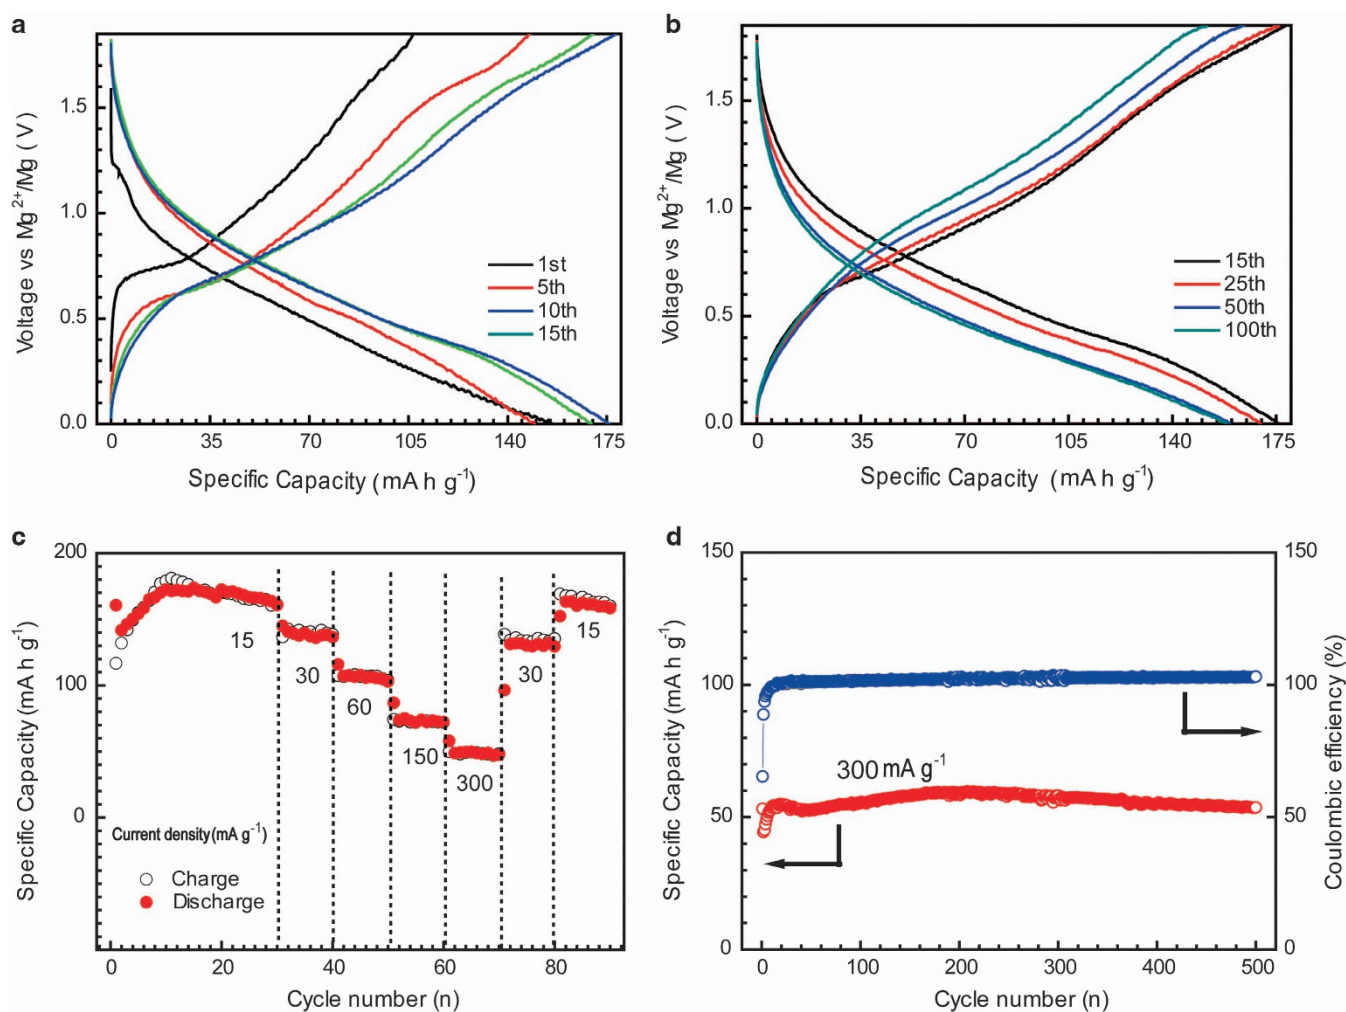 a
Voltage vs Mg²⁺/Mg (V)
1.5
1.0
0.5
0.0
1st
5th
10th
15th
0 35 70 105 140 175
Specific Capacity (mA h g⁻¹)
b
Voltage vs Mg²⁺/Mg (V)
1.5
1.0
0.5
0.0
15th
25th
50th
100th
0 35 70 105 140 175
Specific Capacity (mA h g⁻¹)
c
Specific Capacity (mA h g⁻¹)
200
100
0
15 30 60 150 300 30 15
Current density (mA g⁻¹)
Charge
Discharge
0 20 40 60 80
Cycle number (n)
d
Specific Capacity (mA h g⁻¹)
150
100
50
0
300 mA g⁻¹
150
100
50
0
Coulombic efficiency (%)
0 100 200 300 400 500
Cycle number (n)